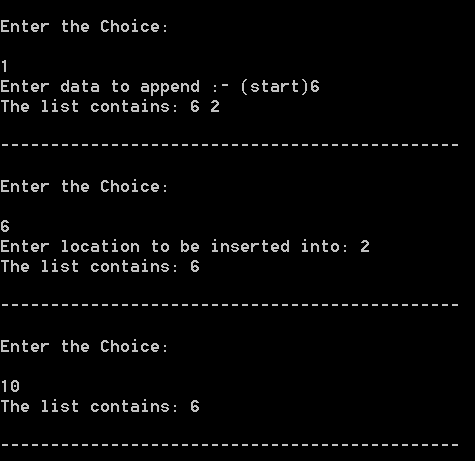 Enter the Choice:
1
Enter data to append :- (start)6
The list contains: 6 2
----------------------------------------------
Enter the Choice:
6
Enter location to be inserted into: 2
The list contains: 6
----------------------------------------------
Enter the Choice:
10
The list contains: 6
----------------------------------------------